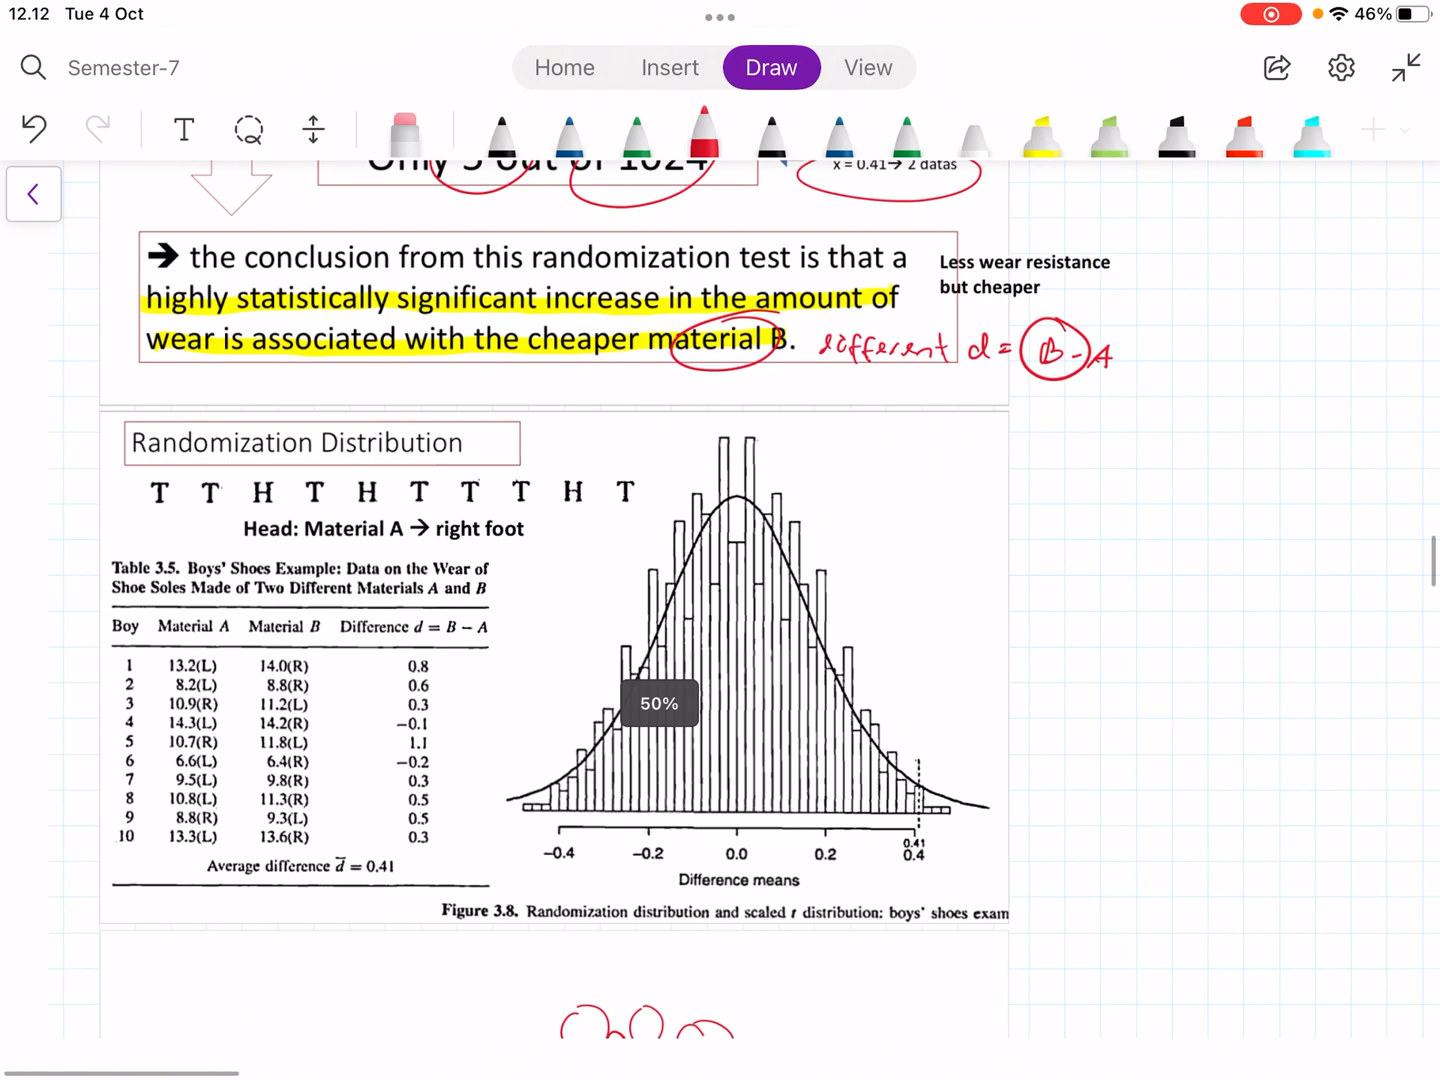 12.12 Tue 4 Oct
46%
Semester-7
Home Insert Draw View
T
Only 5 out of 1024
x = 0.41→ 2 datas
➔ the conclusion from this randomization test is that a
highly statistically significant increase in the amount of
wear is associated with the cheaper material B.
Less wear resistance
but cheaper
different d = B - A
Randomization Distribution
T T H T H T T T H T
Head: Material A → right foot
Table 3.5. Boys' Shoes Example: Data on the Wear of
Shoe Soles Made of Two Different Materials A and B
Boy Material A Material B Difference d = B − A
1 13.2(L) 14.0(R) 0.8
2 8.2(L) 8.8(R) 0.6
3 10.9(R) 11.2(L) 0.3
4 14.3(L) 14.2(R) −0.1
5 10.7(R) 11.8(L) 1.1
6 6.6(L) 6.4(R) −0.2
7 9.5(L) 9.8(R) 0.3
8 10.8(L) 11.3(R) 0.5
9 8.8(R) 9.3(L) 0.5
10 13.3(L) 13.6(R) 0.3
Average difference d̅ = 0.41
50%
0.41
−0.4 −0.2 0.0 0.2 0.4
Difference means
Figure 3.8. Randomization distribution and scaled t distribution: boys' shoes exam